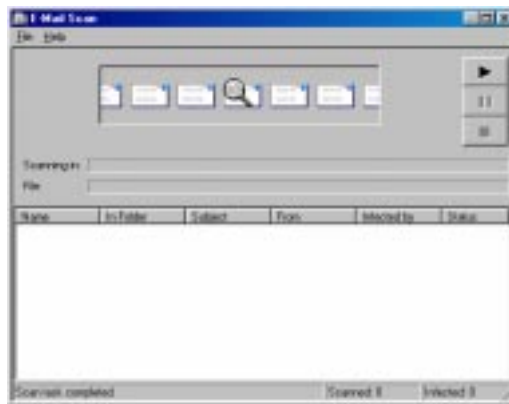 E-Mail Scan
File Help
Scanning in:
File
Name In Folder Subject From Infected by Status
Scan task completed Scanned: 0 Infected: 0